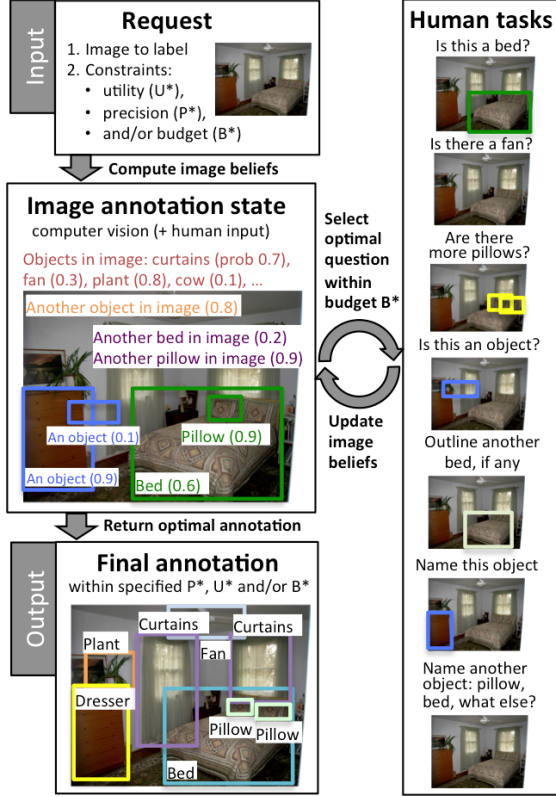 Input
Request
1. Image to label
2. Constraints:
• utility (U*),
• precision (P*),
• and/or budget (B*)
Compute image beliefs
Image annotation state
computer vision (+ human input)
Objects in image: curtains (prob 0.7),
fan (0.3), plant (0.8), cow (0.1), ...
Another object in image (0.8)
Another bed in image (0.2)
Another pillow in image (0.9)
An object (0.1)
Pillow (0.9)
An object (0.9)
Bed (0.6)
Return optimal annotation
Output
Final annotation
within specified P*, U* and/or B*
Curtains
Curtains
Plant
Fan
Dresser
Pillow
Pillow
Bed
Select
optimal
question
within
budget B*
Update
image
beliefs
Human tasks
Is this a bed?
Is there a fan?
Are there
more pillows?
Is this an object?
Outline another
bed, if any
Name this object
Name another
object: pillow,
bed, what else?